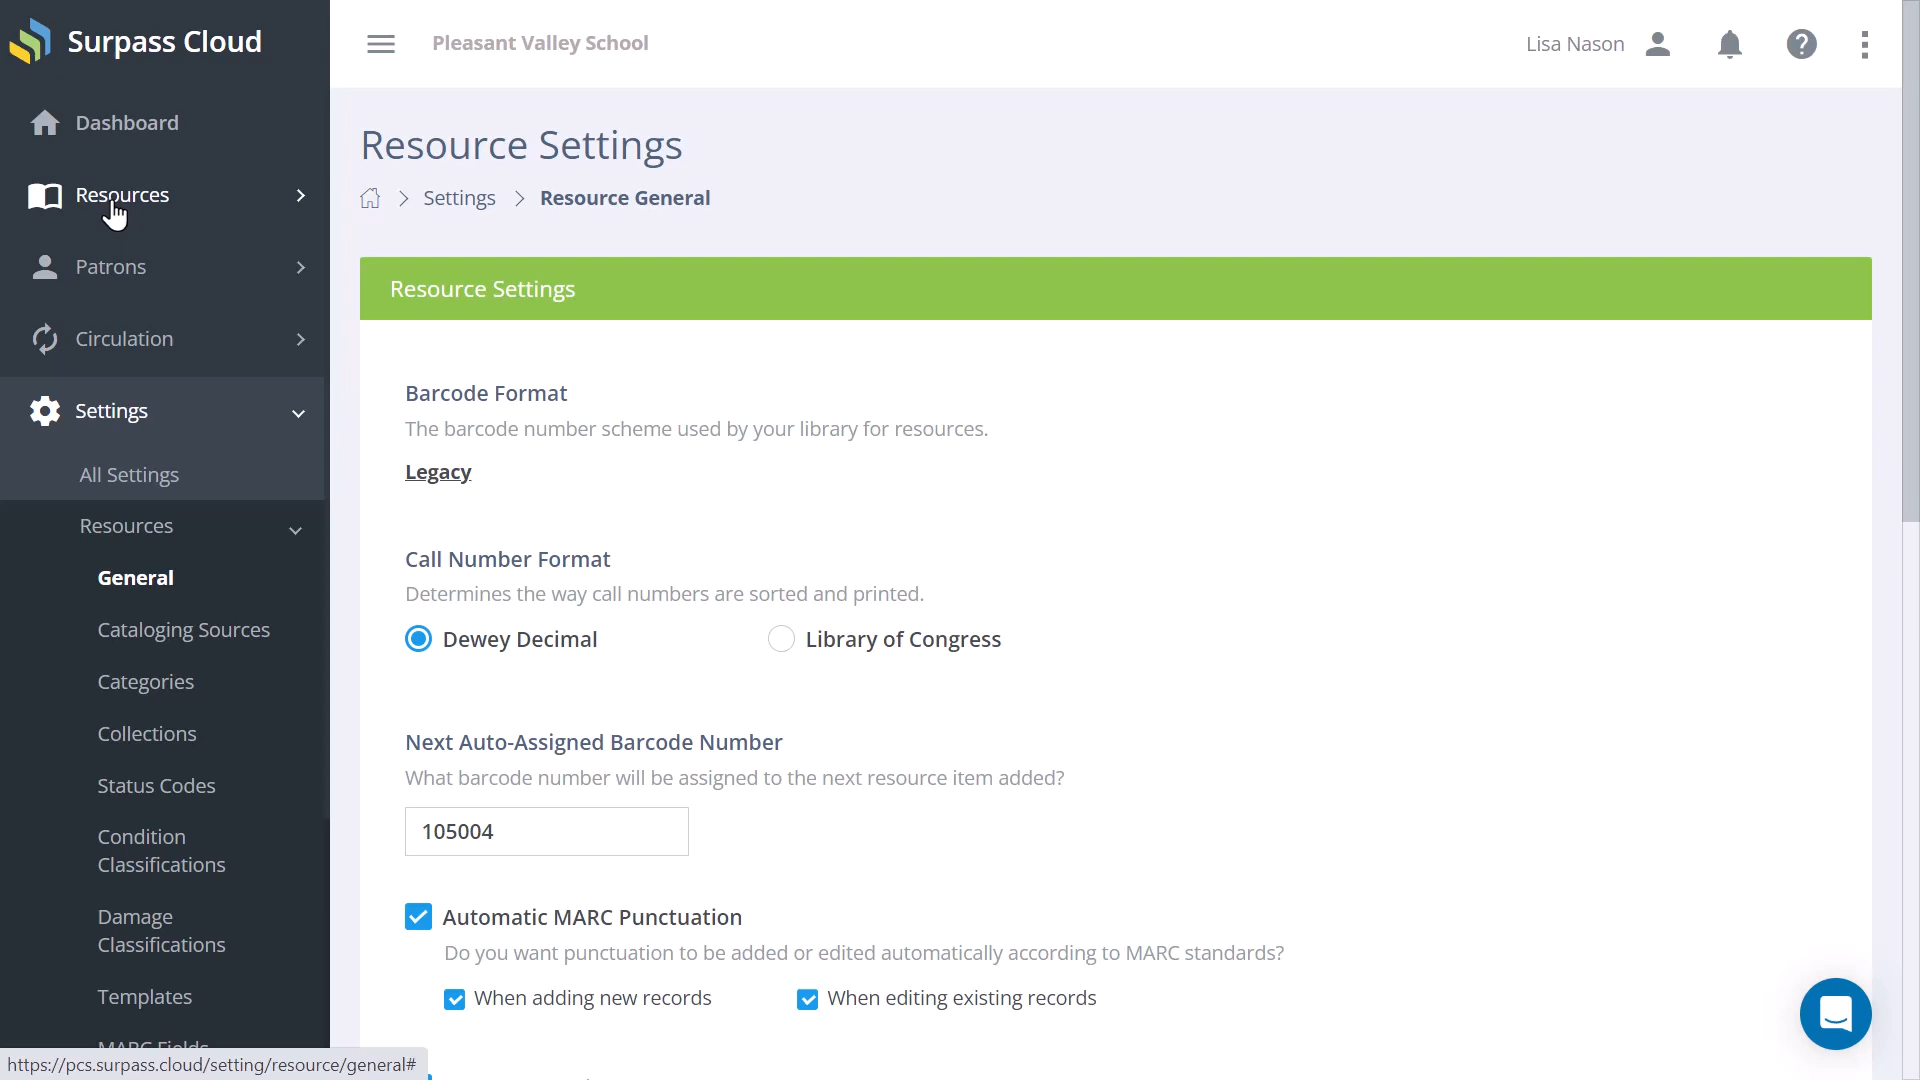 Surpass Cloud
Pleasant Valley School
Lisa Nason
Dashboard
Resources
Patrons
Circulation
Settings
All Settings
Resources
General
Cataloging Sources
Categories
Collections
Status Codes
Condition
Classifications
Damage
Classifications
Templates
MARC Fields
https://pcs.surpass.cloud/setting/resource/general#
Resource Settings
Settings
Resource General
Resource Settings
Barcode Format
The barcode number scheme used by your library for resources.
Legacy
Call Number Format
Determines the way call numbers are sorted and printed.
Dewey Decimal Library of Congress
Next Auto-Assigned Barcode Number
What barcode number will be assigned to the next resource item added?
105004
Automatic MARC Punctuation
Do you want punctuation to be added or edited automatically according to MARC standards?
When adding new records When editing existing records